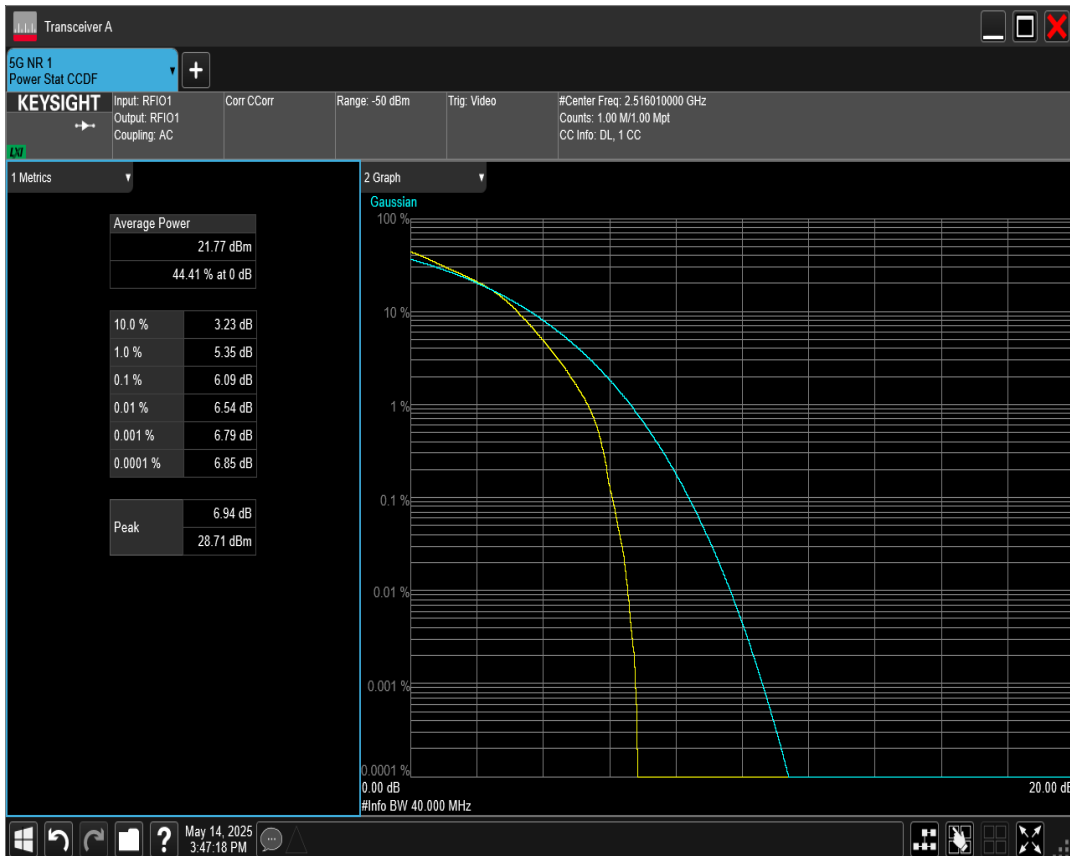 Transceiver A
5G NR 1
Power Stat CCDF
KEYSIGHT
LXI
Input: RFIO1
Output: RFIO1
Coupling: AC
Corr CCorr
Range: -50 dBm
Trig: Video
#Center Freq: 2.516010000 GHz
Counts: 1.00 M/1.00 Mpt
CC Info: DL, 1 CC
1 Metrics
Average Power
21.77 dBm
44.41 % at 0 dB
10.0 % 3.23 dB
1.0 % 5.35 dB
0.1 % 6.09 dB
0.01 % 6.54 dB
0.001 % 6.79 dB
0.0001 % 6.85 dB
Peak 6.94 dB
28.71 dBm
2 Graph
Gaussian
100 %
10 %
1 %
0.1 %
0.01 %
0.001 %
0.0001 %
0.00 dB 20.00 dB
#Info BW 40.000 MHz
May 14, 2025
3:47:18 PM